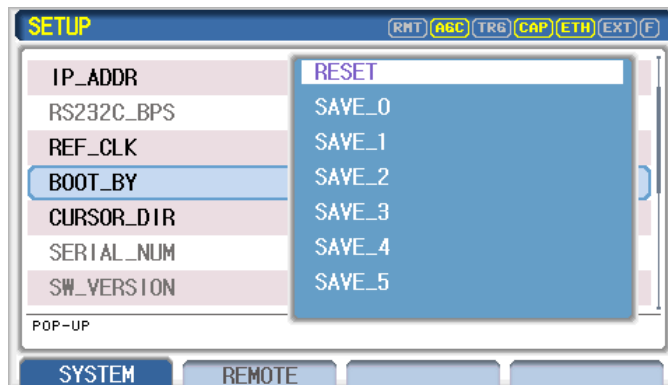 SETUP
RMT AGC TRG CAP ETH EXT F
IP_ADDR
RS232C_BPS
REF_CLK
BOOT_BY
CURSOR_DIR
SERIAL_NUM
SW_VERSION
RESET
SAVE_0
SAVE_1
SAVE_2
SAVE_3
SAVE_4
SAVE_5
POP-UP
SYSTEM REMOTE